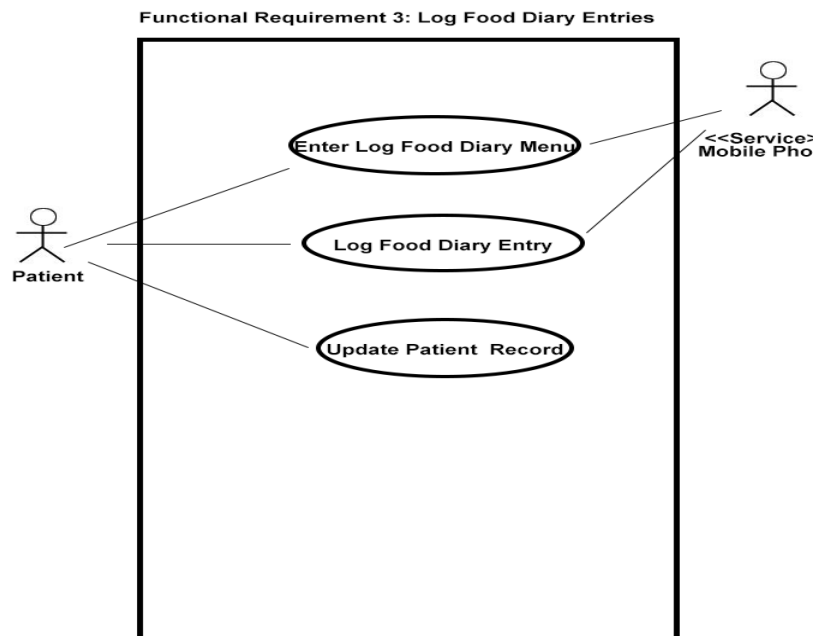 Functional Requirement 3: Log Food Diary Entries
Enter Log Food Diary Menu
<<Service>
Mobile Pho
Log Food Diary Entry
Patient
Update Patient Record